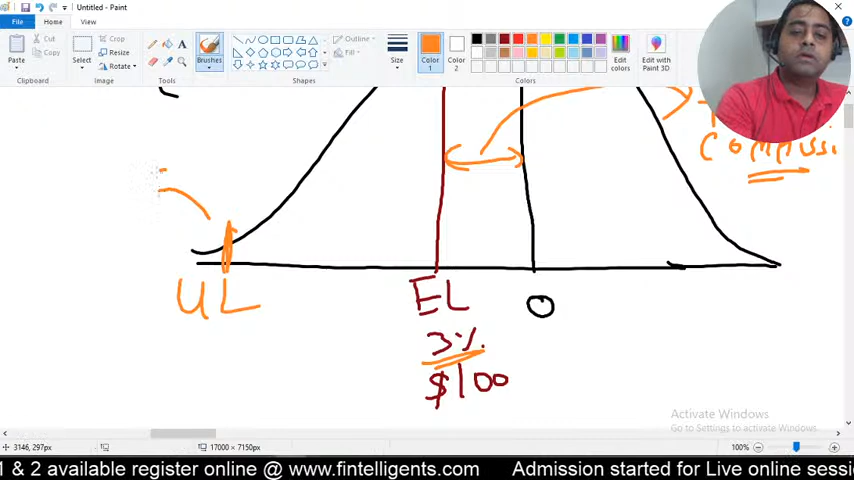 Untitled - Paint
File Home View
Paste
Cut
Copy
Clipboard
Select
Crop
Resize
Rotate
Image
A
Tools
Brushes
Outline
Fill
Shapes
Size
Color 1
Color 2
Colors
Edit colors
Edit with Paint 3D
UL
EL
0
3%
$100
Activate Windows
Go to Settings to activate Windows.
3146, 297px
17000 × 7150px
100%
1 & 2 available register online @ www.fintelligents.com Admission started for Live online sessi